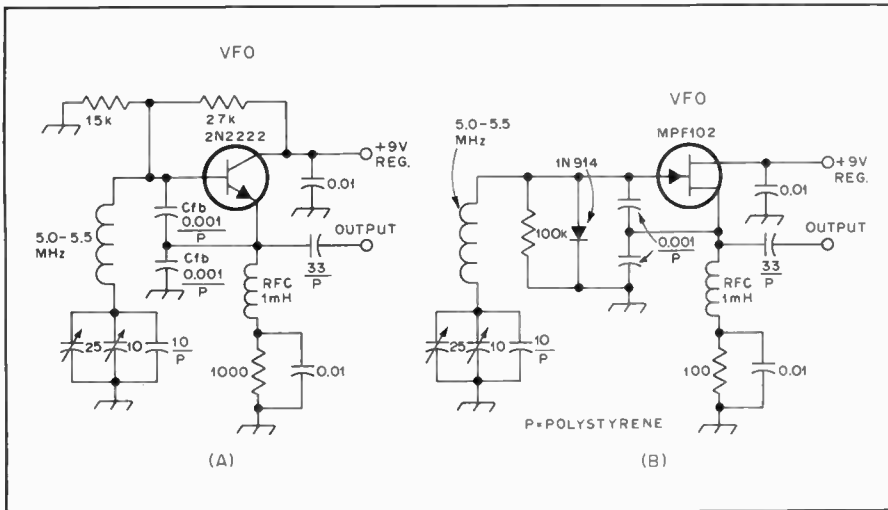 VFO
15k
27k
2N2222
+9V
REG.
0.01
5.0-5.5
MHz
Cfb
0.001
P
Cfb
0.001
P
OUTPUT
33
P
RFC
1mH
25
10
10
P
1000
0.01
(A)
VFO
MPF102
5.0-5.5
MHz
1N914
+9V
REG.
0.01
100k
0.001
P
OUTPUT
33
P
RFC
1mH
25
10
10
P
100
0.01
P=POLYSTYRENE
(B)